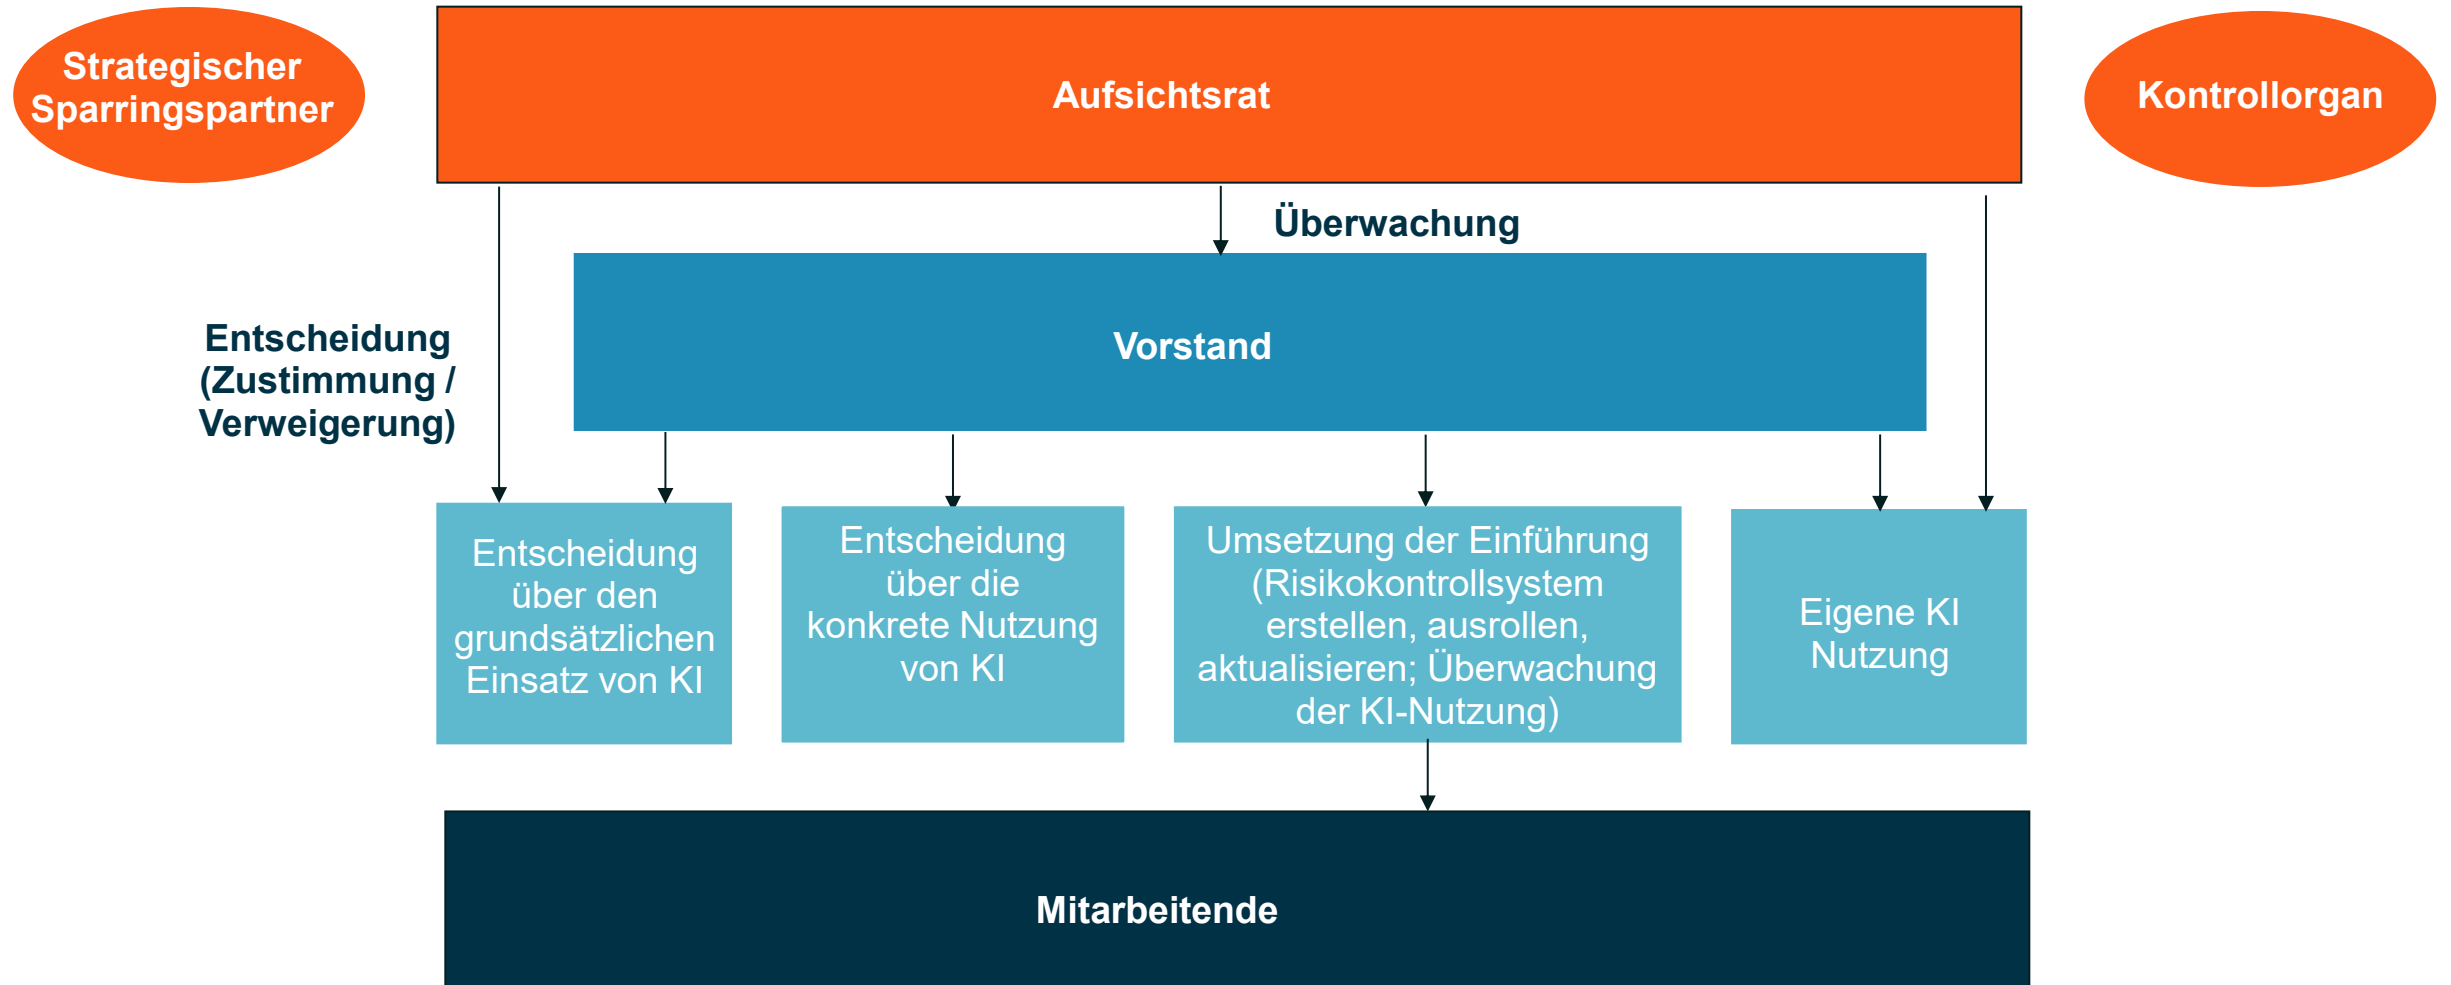 Strategischer
Sparringspartner
Aufsichtsrat
Kontrollorgan
Überwachung
Entscheidung
(Zustimmung /
Verweigerung)
Vorstand
Entscheidung
über den
grundsätzlichen
Einsatz von KI
Entscheidung
über die
konkrete Nutzung
von KI
Umsetzung der Einführung
(Risikokontrollsystem
erstellen, ausrollen,
aktualisieren; Überwachung
der KI-Nutzung)
Eigene KI
Nutzung
Mitarbeitende